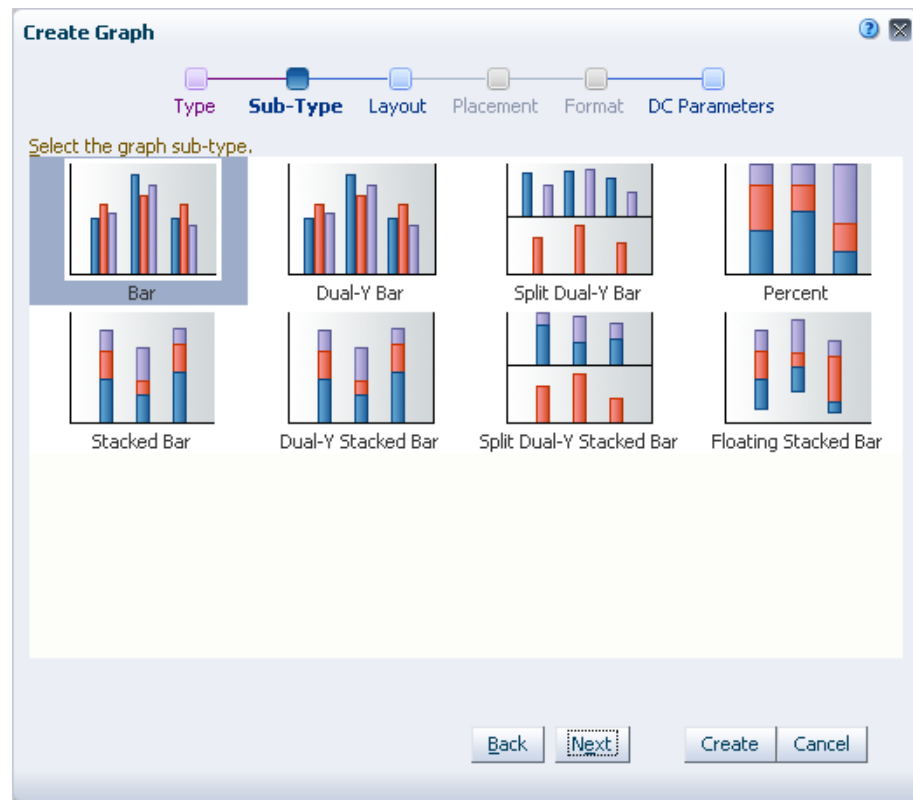 Create Graph
Type Sub-Type Layout Placement Format DC Parameters
Select the graph sub-type.
Bar Dual-Y Bar Split Dual-Y Bar Percent
Stacked Bar Dual-Y Stacked Bar Split Dual-Y Stacked Bar Floating Stacked Bar
Back Next Create Cancel